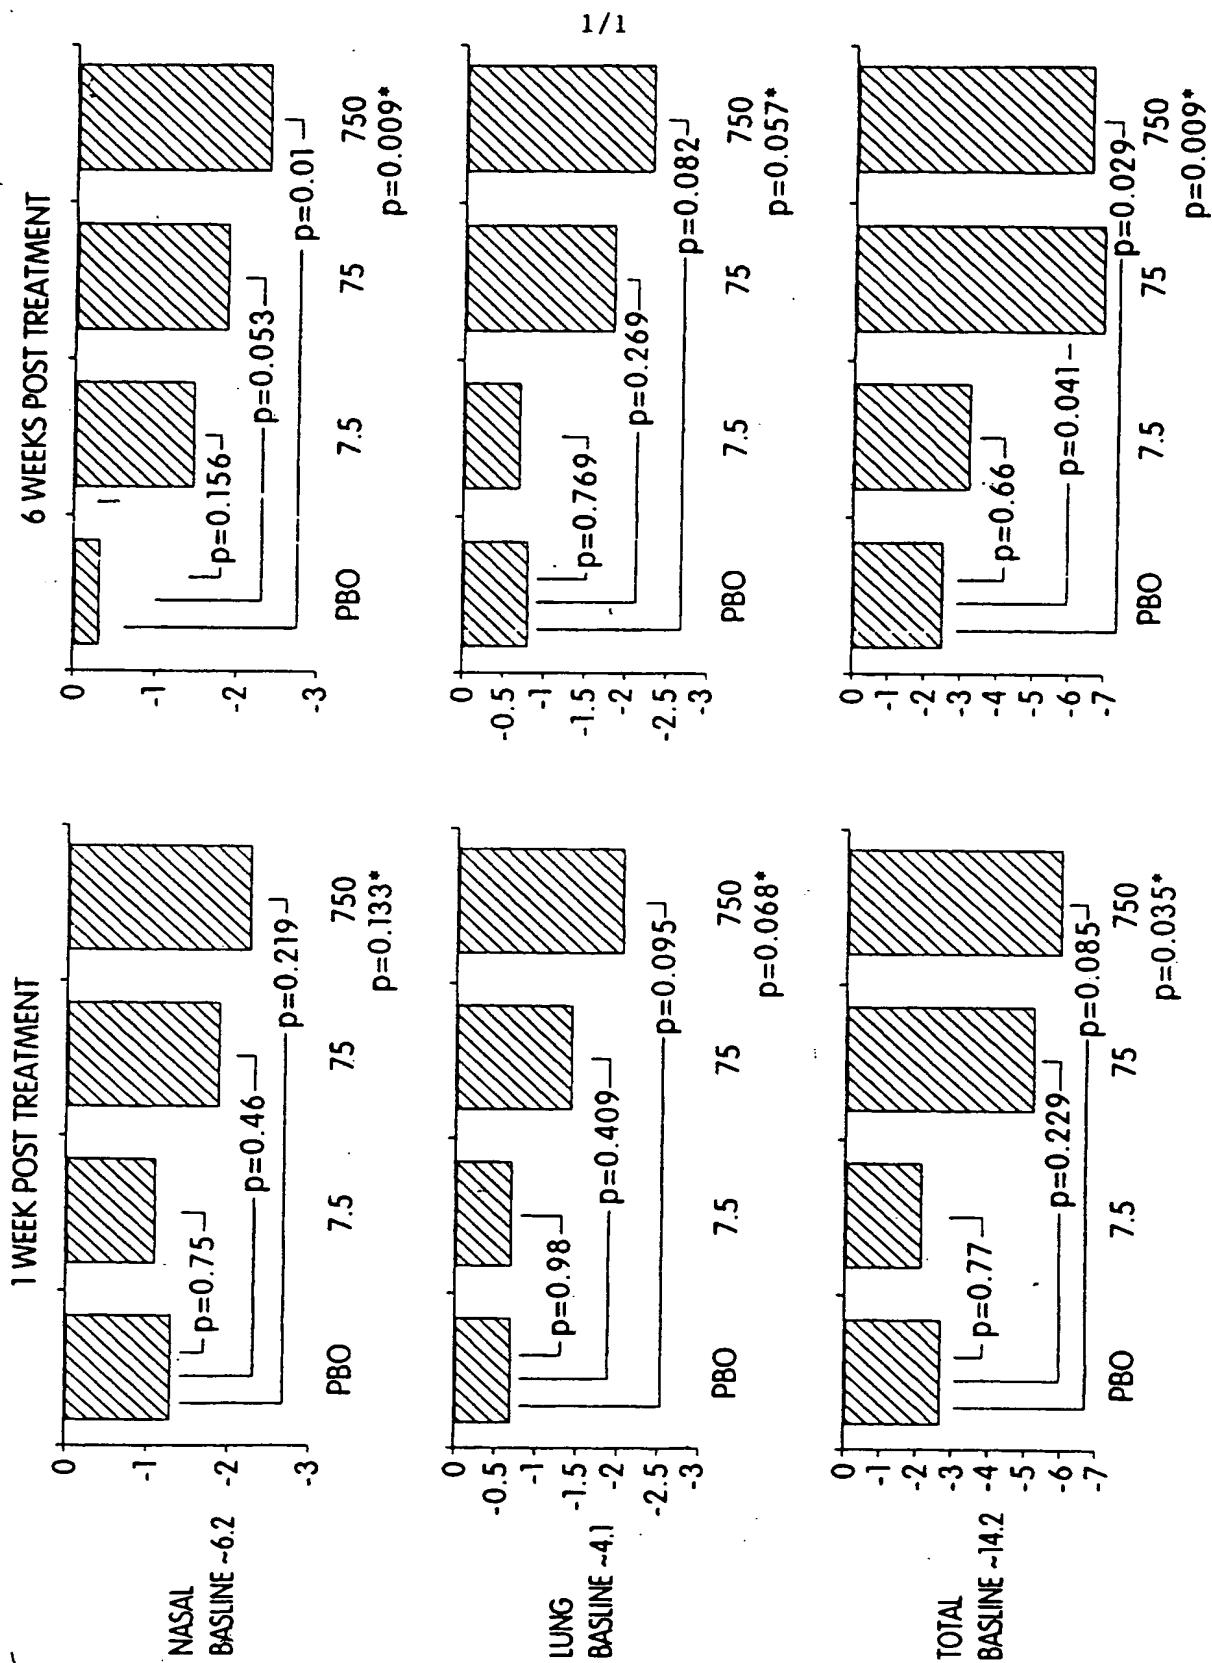 1/1
1 WEEK POST TREATMENT
6 WEEKS POST TREATMENT
NASAL
BASLINE ~6.2
0
-1
-2
-3
p=0.75
p=0.46
p=0.219
PBO
7.5
75
750
p=0.133*
0
-1
-2
-3
p=0.156
p=0.053
p=0.01
PBO
7.5
75
750
p=0.009*
LUNG
BASLINE ~4.1
0
-0.5
-1
-1.5
-2
-2.5
-3
p=0.98
p=0.409
p=0.095
PBO
7.5
75
750
p=0.068*
0
-0.5
-1
-1.5
-2
-2.5
-3
p=0.769
p=0.269
p=0.082
PBO
7.5
75
750
p=0.057*
TOTAL
BASLINE ~14.2
0
-1
-2
-3
-4
-5
-6
-7
p=0.77
p=0.229
p=0.085
PBO
7.5
75
750
p=0.035*
0
-1
-2
-3
-4
-5
-6
-7
p=0.66
p=0.041
p=0.029
PBO
7.5
75
750
p=0.009*